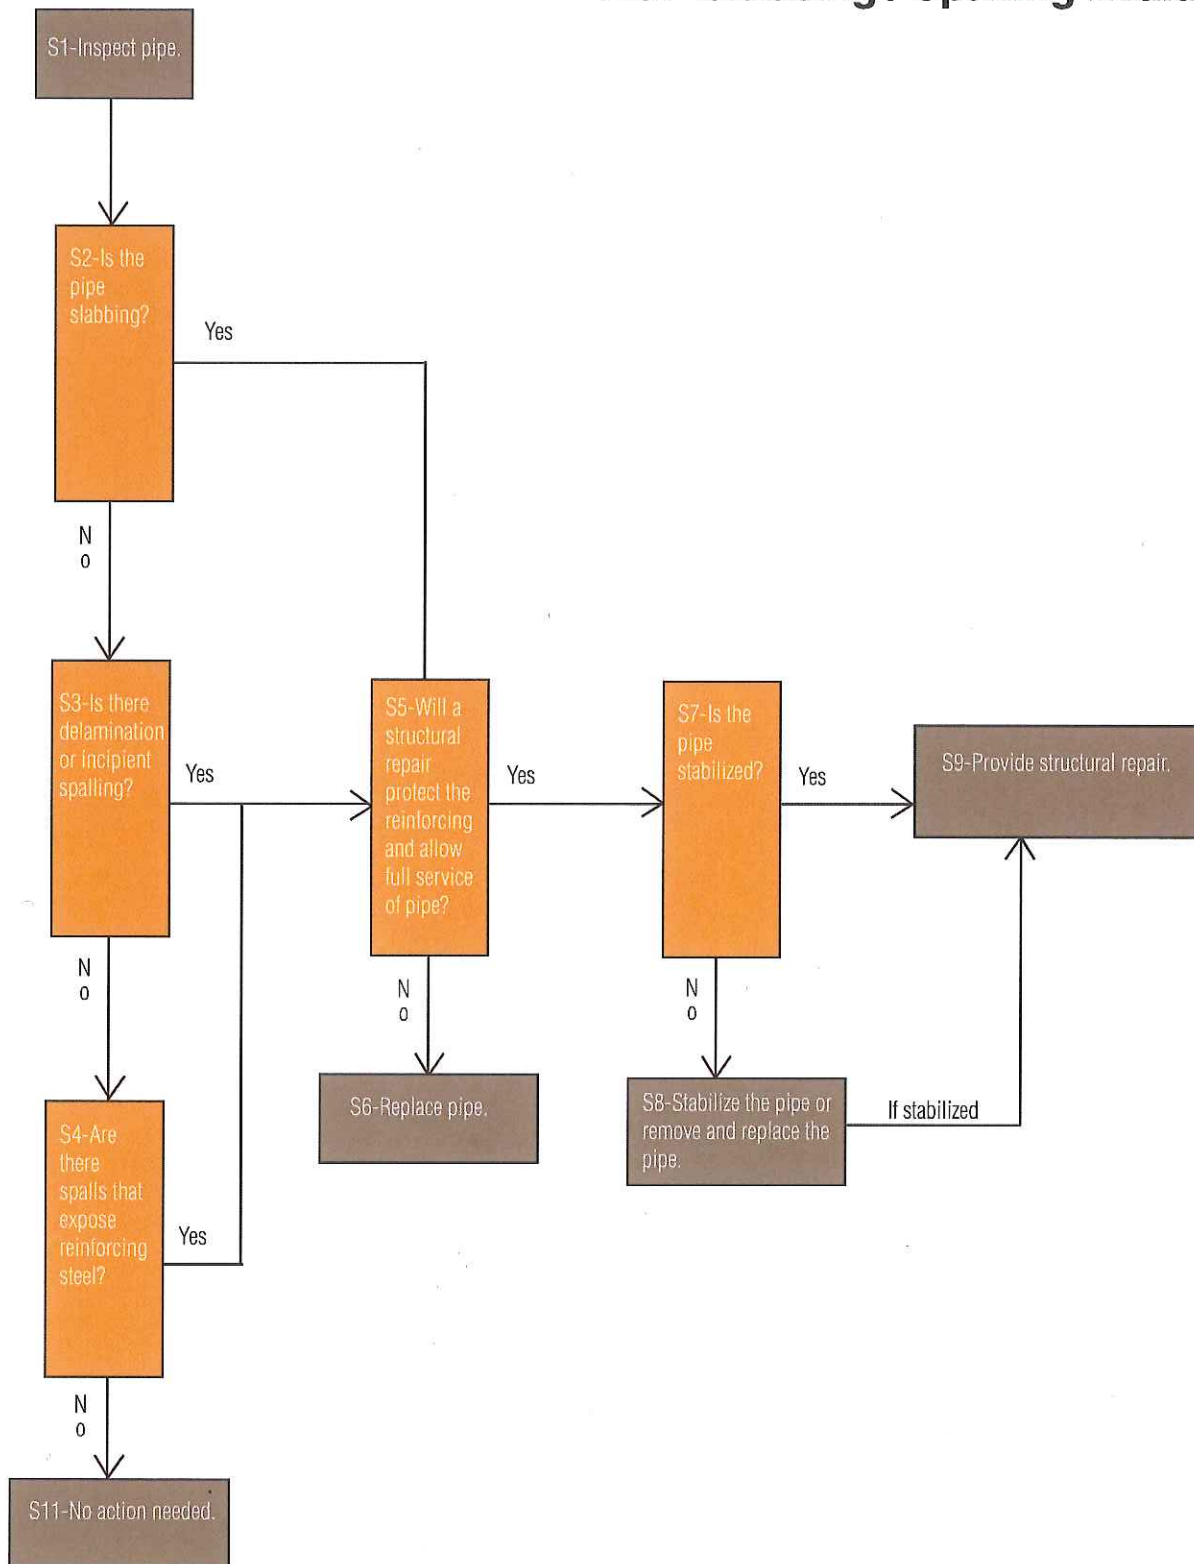 S1-Inspect pipe.
S2-Is the
pipe
slabbing?
Yes
N
o
S3-Is there
delamination
or incipient
spalling?
Yes
N
o
S4-Are
there
spalls that
expose
reinforcing
steel?
Yes
N
o
S11-No action needed.
S5-Will a
structural
repair
protect the
reinforcing
and allow
full service
of pipe?
Yes
N
o
S6-Replace pipe.
S7-Is the
pipe
stabilized?
Yes
N
o
S8-Stabilize the pipe or
remove and replace the
pipe.
If stabilized
S9-Provide structural repair.